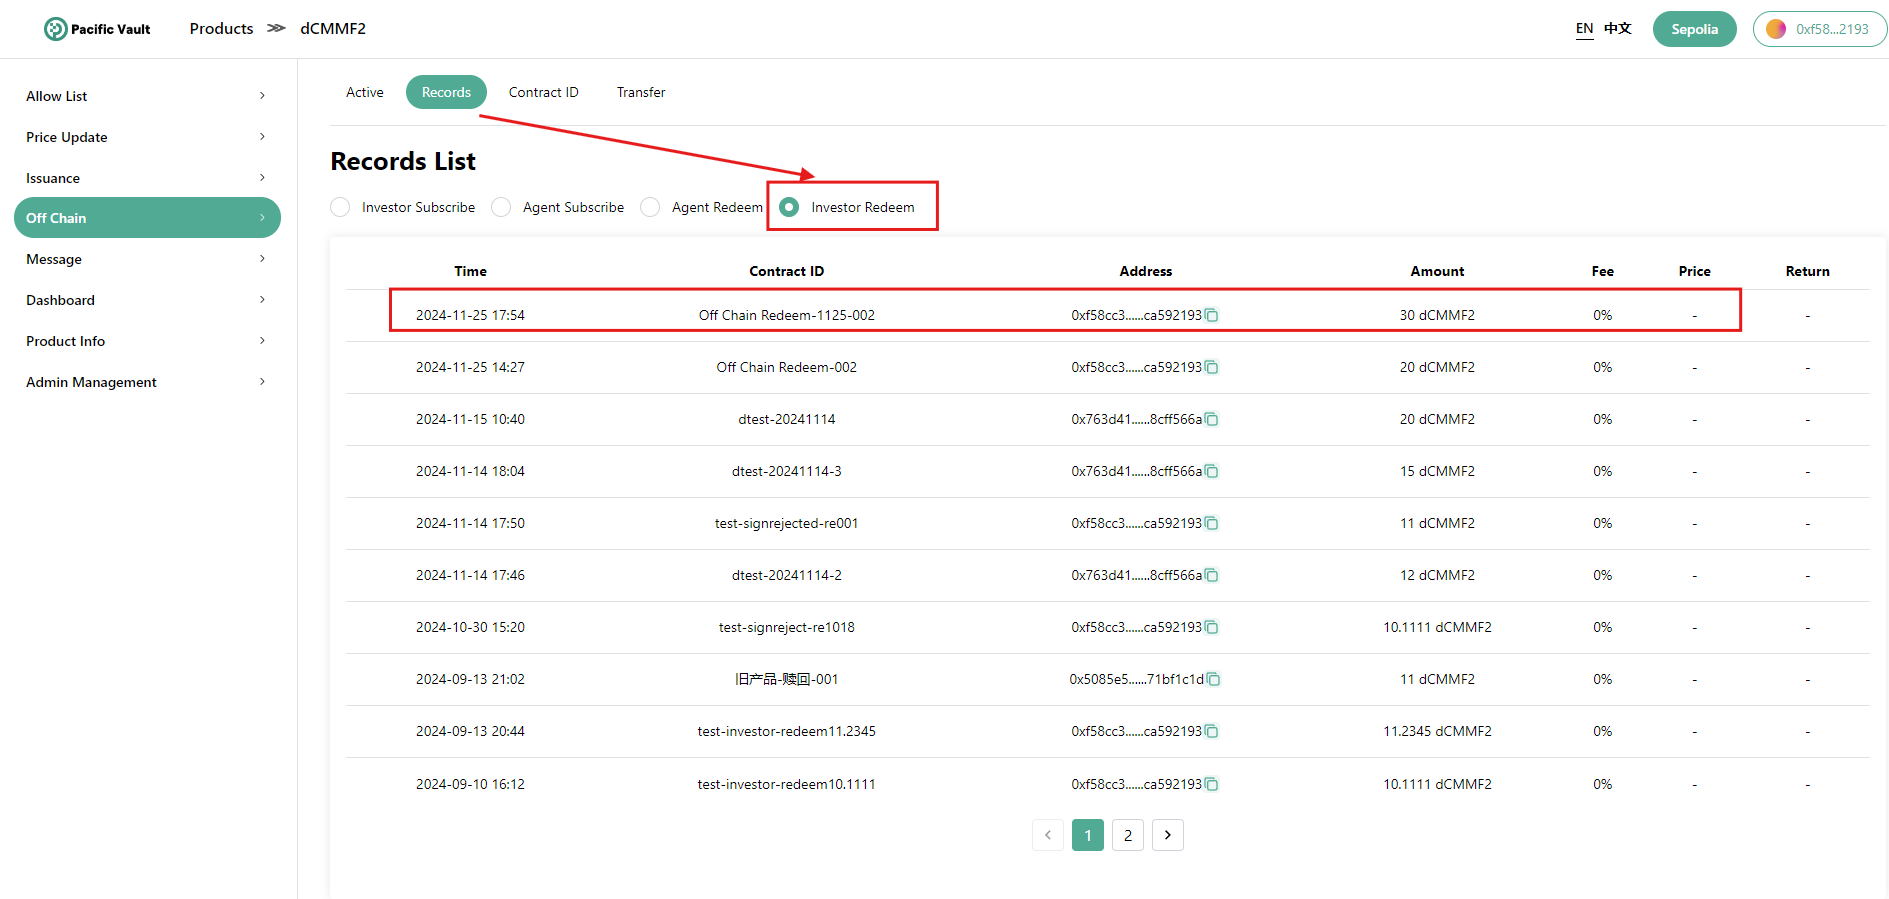 Pacific Vault Products dCMMF2 EN 中文 Sepolia 0xf58...2193
Allow List
Price Update
Issuance
Off Chain
Message
Dashboard
Product Info
Admin Management
Active Records Contract ID Transfer
Records List
Investor Subscribe Agent Subscribe Agent Redeem Investor Redeem
Time Contract ID Address Amount Fee Price Return
2024-11-25 17:54 Off Chain Redeem-1125-002 0xf58cc3......ca592193 30 dCMMF2 0% - -
2024-11-25 14:27 Off Chain Redeem-002 0xf58cc3......ca592193 20 dCMMF2 0% - -
2024-11-15 10:40 dtest-20241114 0x763d41......8cff566a 20 dCMMF2 0% - -
2024-11-14 18:04 dtest-20241114-3 0x763d41......8cff566a 15 dCMMF2 0% - -
2024-11-14 17:50 test-signrejected-re001 0xf58cc3......ca592193 11 dCMMF2 0% - -
2024-11-14 17:46 dtest-20241114-2 0x763d41......8cff566a 12 dCMMF2 0% - -
2024-10-30 15:20 test-signreject-re1018 0xf58cc3......ca592193 10.1111 dCMMF2 0% - -
2024-09-13 21:02 旧产品-赎回-001 0x5085e5......71bf1c1d 11 dCMMF2 0% - -
2024-09-13 20:44 test-investor-redeem11.2345 0xf58cc3......ca592193 11.2345 dCMMF2 0% - -
2024-09-10 16:12 test-investor-redeem10.1111 0xf58cc3......ca592193 10.1111 dCMMF2 0% - -
1 2